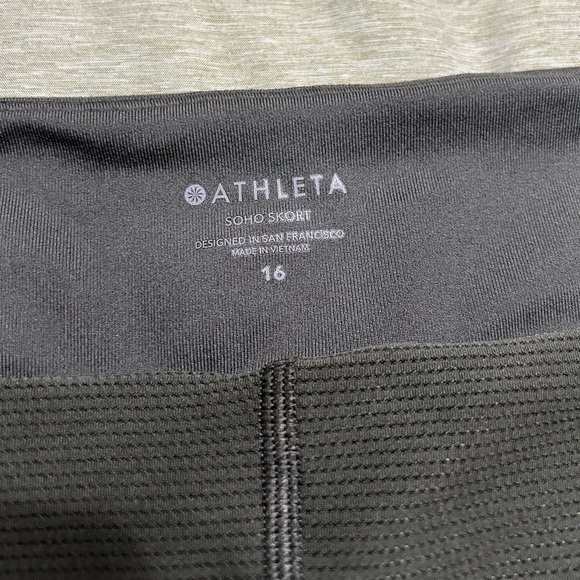 ATHLETA
SOHO SKORT
DESIGNED IN SAN FRANCISCO
MADE IN VIETNAM
16